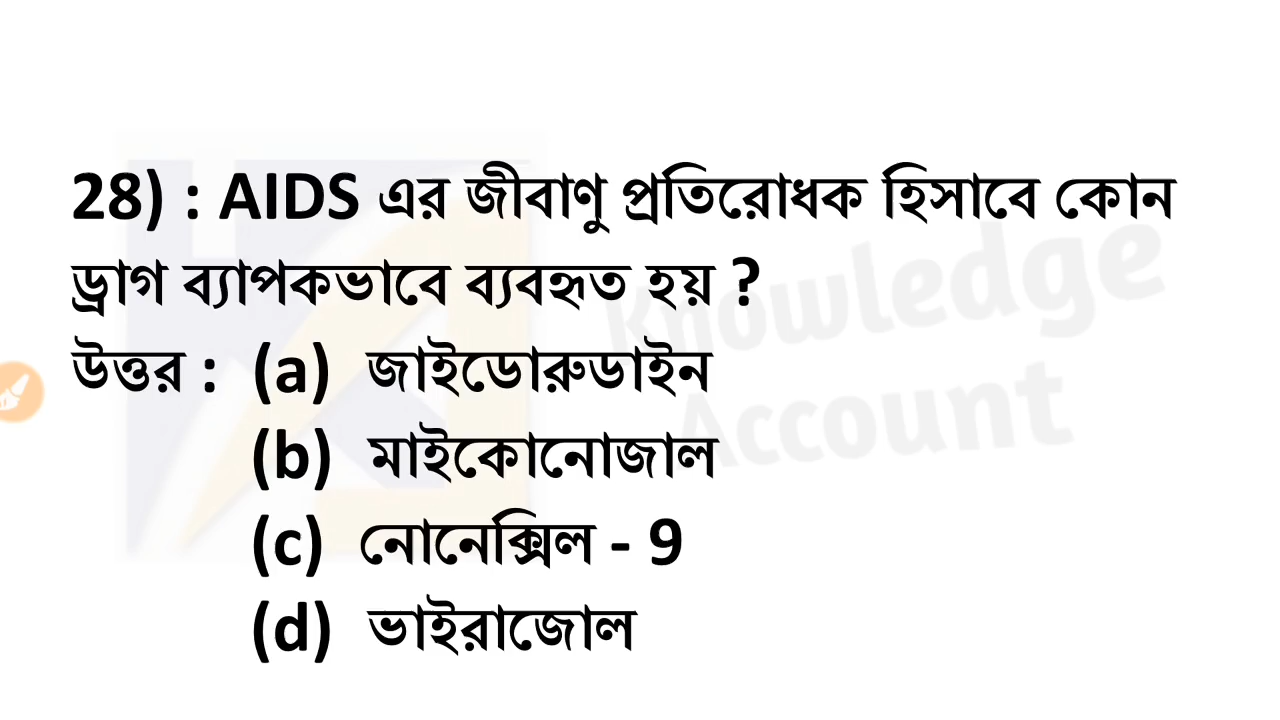 28) : AIDS এর জীবাণু প্রতিরোধক হিসাবে কোন
ড্রাগ ব্যাপকভাবে ব্যবহৃত হয় ?
উত্তর : (a) জাইডোরুডাইন
(b) মাইকোনোজাল
(c) নোনেক্সিল - 9
(d) ভাইরাজোল
Knowledge
Account